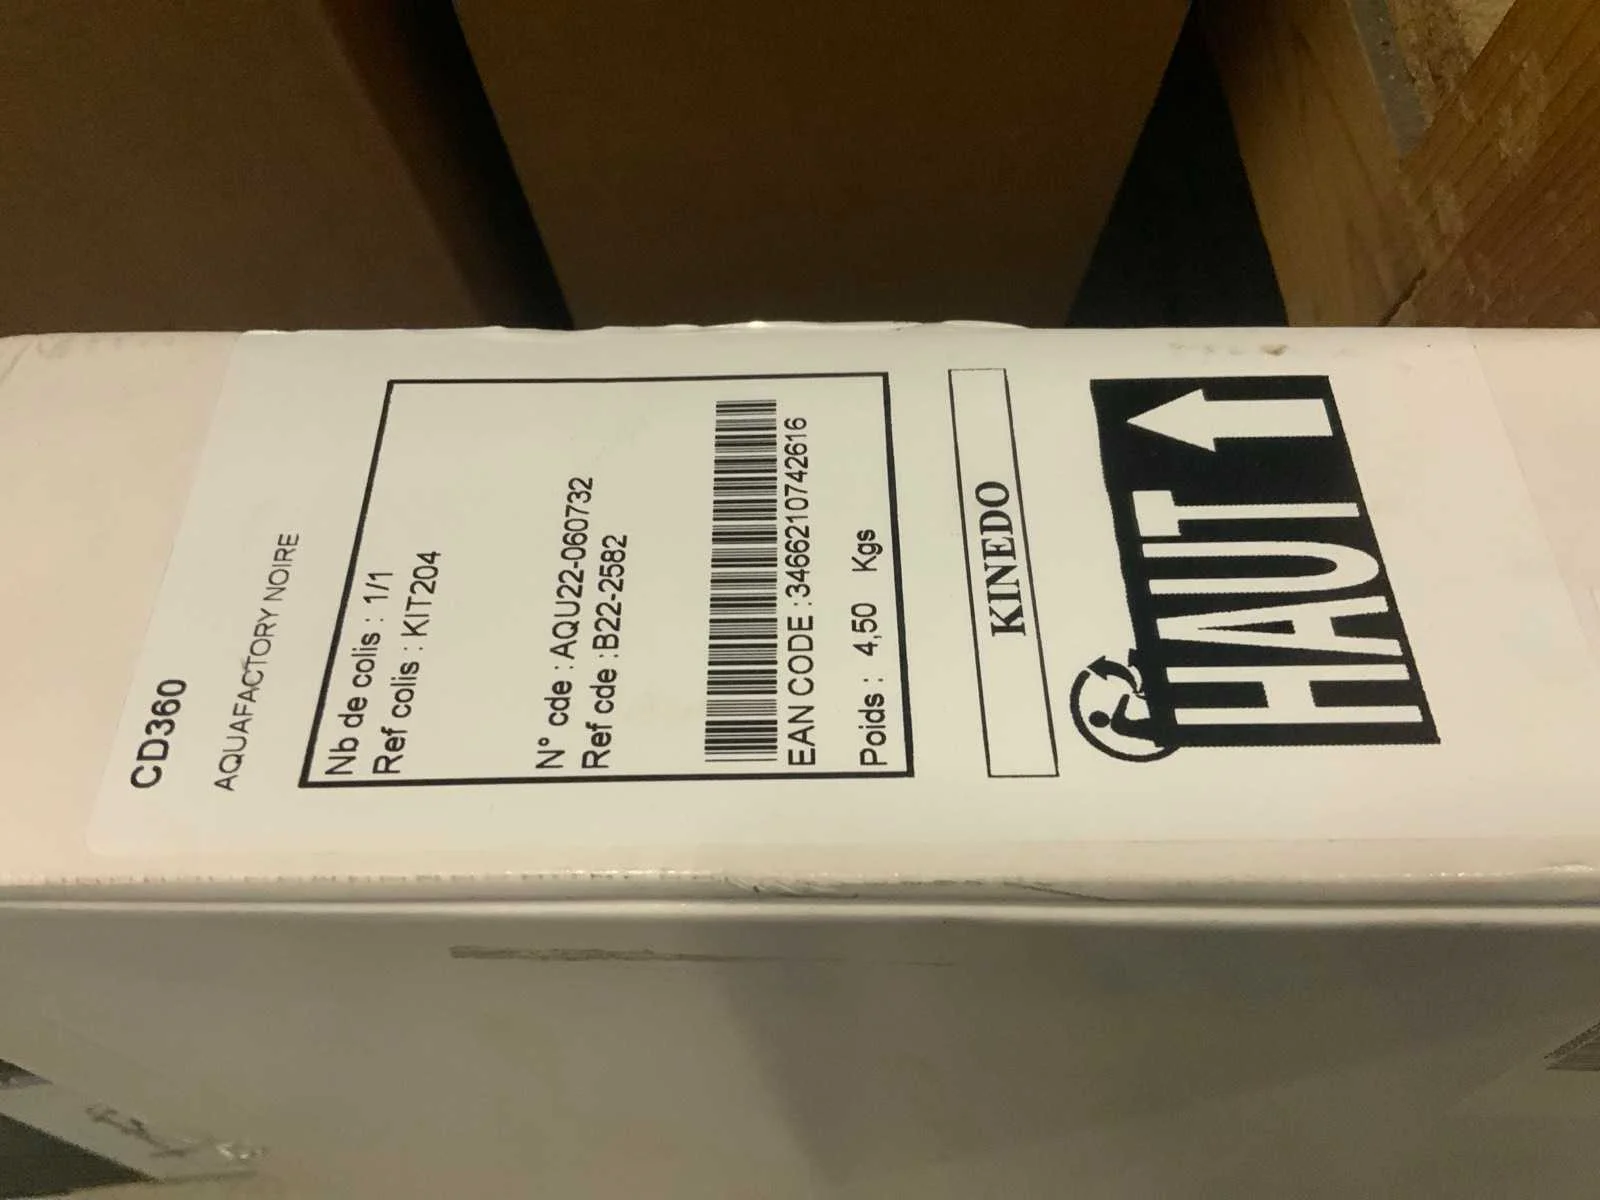 CD360
AQUAFACTORY NOIRE
Nb de colis : 1/1
Ref colis : KIT204
N° cde : AQU22-060732
Ref cde :B22-2582
EAN CODE :3466210742616
Poids : 4,50 Kgs
KINEDO
HAUT